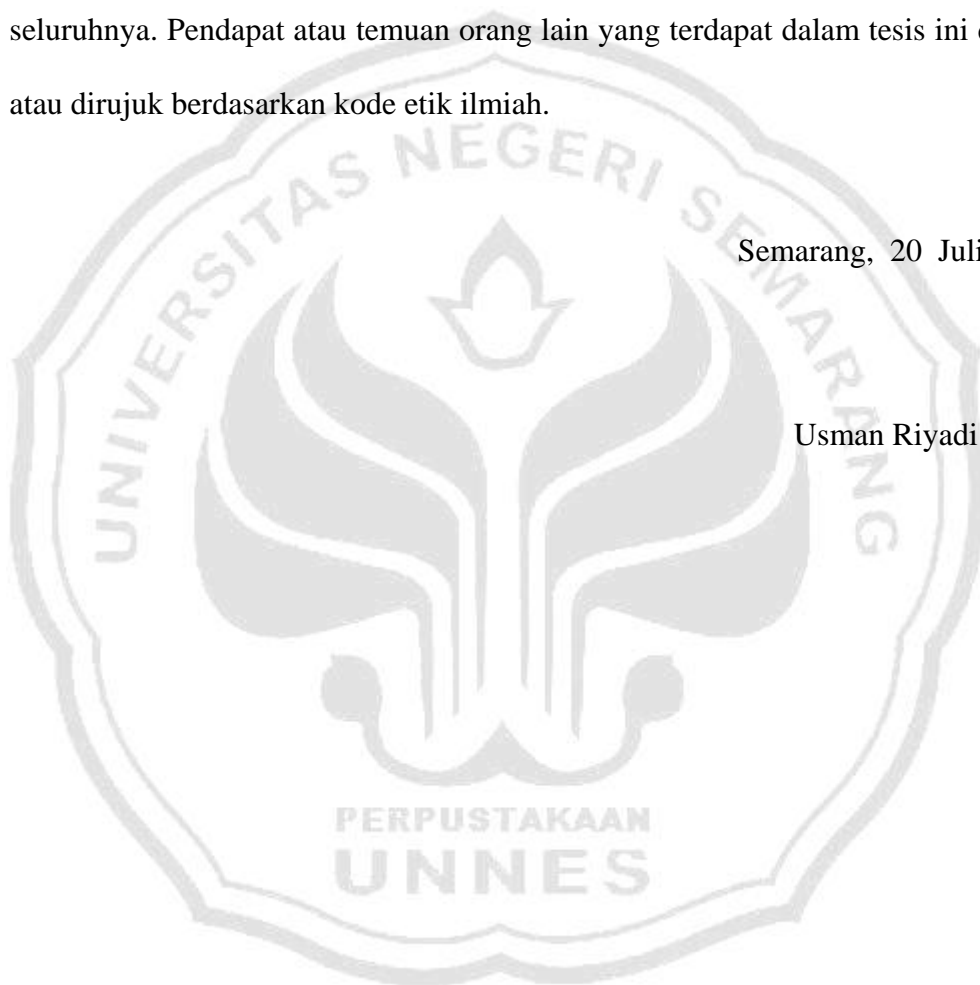 seluruhnya. Pendapat atau temuan orang lain yang terdapat dalam tesis ini
atau dirujuk berdasarkan kode etik ilmiah.
UNIVERSITAS NEGERI SEMARANG
Semarang, 20 Juli
Usman Riyadi
PERPUSTAKAAN
UNNES